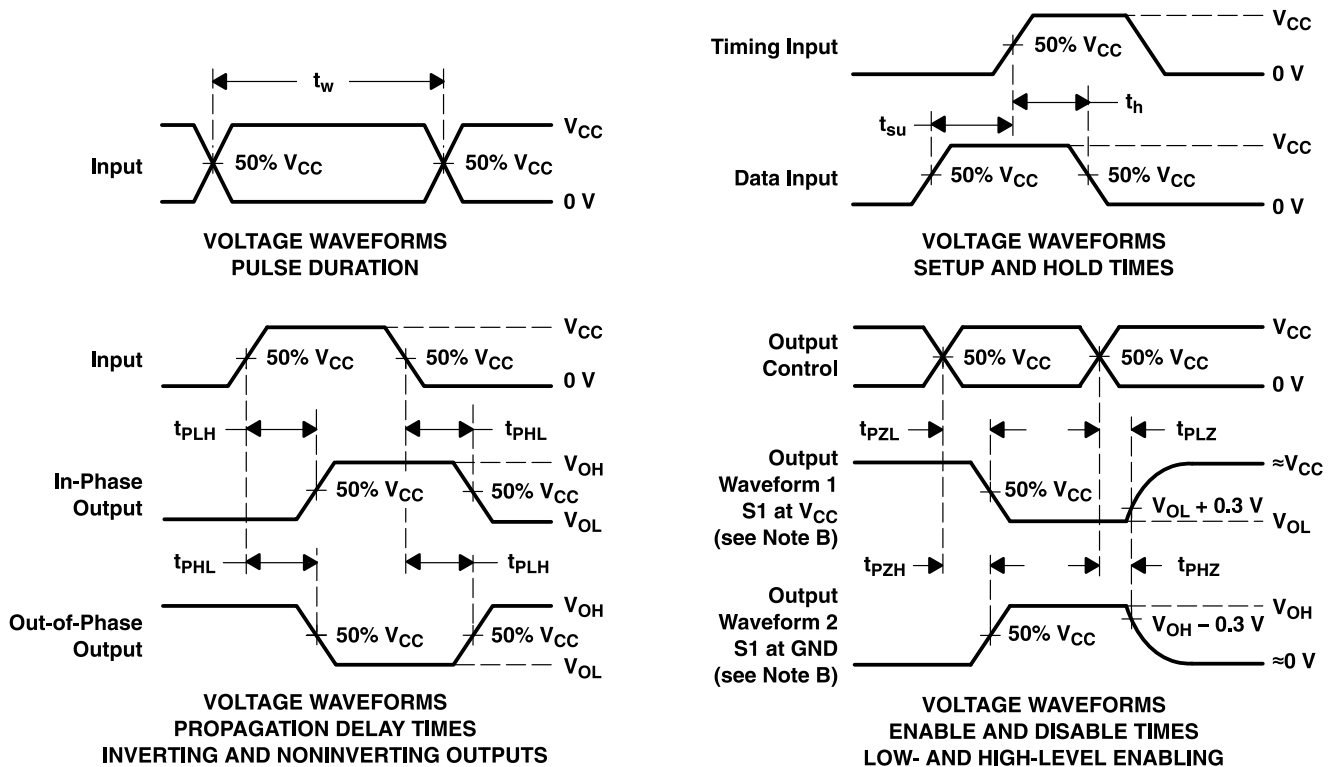 t_w
Input
50% V_CC
50% V_CC
V_CC
0 V
VOLTAGE WAVEFORMS
PULSE DURATION
Timing Input
50% V_CC
V_CC
0 V
t_h
t_su
Data Input
50% V_CC
50% V_CC
V_CC
0 V
VOLTAGE WAVEFORMS
SETUP AND HOLD TIMES
Input
50% V_CC
50% V_CC
V_CC
0 V
t_PLH
t_PHL
In-Phase
Output
50% V_CC
50% V_CC
V_OH
V_OL
t_PHL
t_PLH
Out-of-Phase
Output
50% V_CC
50% V_CC
V_OH
V_OL
VOLTAGE WAVEFORMS
PROPAGATION DELAY TIMES
INVERTING AND NONINVERTING OUTPUTS
Output
Control
50% V_CC
50% V_CC
V_CC
0 V
t_PZL
t_PLZ
Output
Waveform 1
S1 at V_CC
(see Note B)
50% V_CC
V_OL + 0.3 V
≈V_CC
V_OL
t_PZH
t_PHZ
Output
Waveform 2
S1 at GND
(see Note B)
50% V_CC
V_OH − 0.3 V
V_OH
≈0 V
VOLTAGE WAVEFORMS
ENABLE AND DISABLE TIMES
LOW- AND HIGH-LEVEL ENABLING